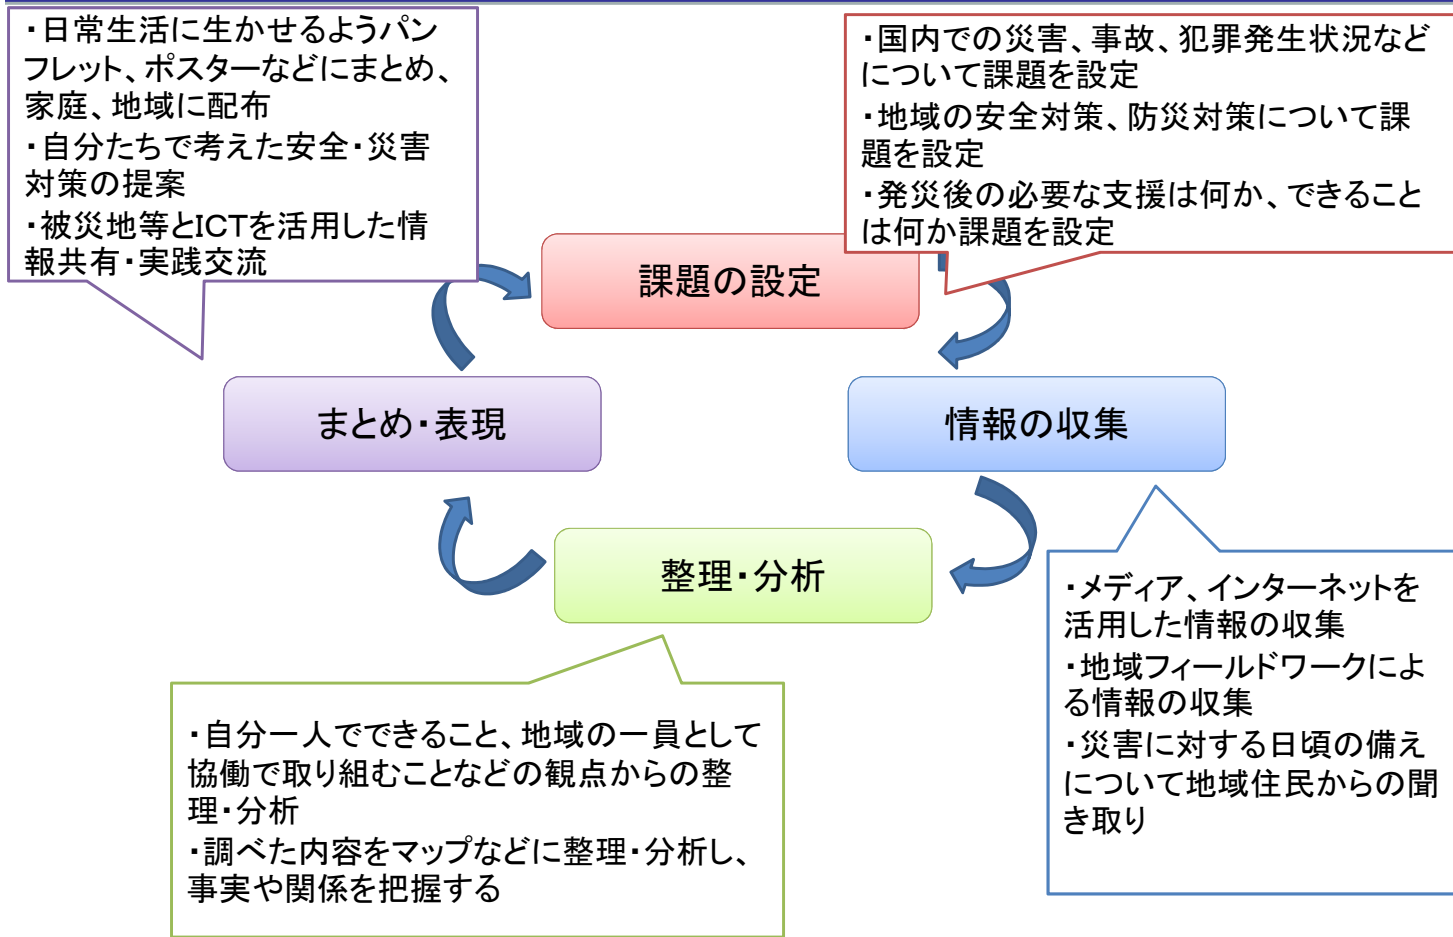 ・日常生活に生かせるようパン
フレット、ポスターなどにまとめ、
家庭、地域に配布
・自分たちで考えた安全・災害
対策の提案
・被災地等とICTを活用した情
報共有・実践交流
・国内での災害、事故、犯罪発生状況など
について課題を設定
・地域の安全対策、防災対策について課
題を設定
・発災後の必要な支援は何か、できること
は何か課題を設定
課題の設定
まとめ・表現
情報の収集
整理・分析
・メディア、インターネットを
活用した情報の収集
・地域フィールドワークによ
る情報の収集
・災害に対する日頃の備え
について地域住民からの聞
き取り
・自分一人でできること、地域の一員として
協働で取り組むことなどの観点からの整
理・分析
・調べた内容をマップなどに整理・分析し、
事実や関係を把握する